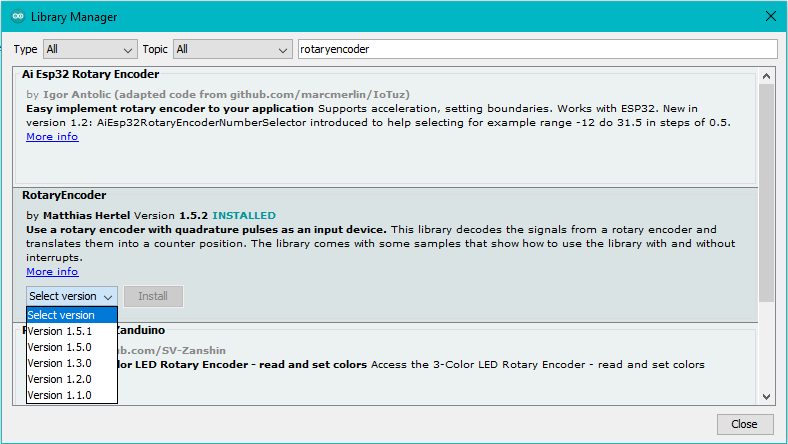 Library Manager
Type All Topic All rotaryencoder
Ai Esp32 Rotary Encoder
by Igor Antolic (adapted code from github.com/marcmerlin/IoTuz)
Easy implement rotary encoder to your application Supports acceleration, setting boundaries. Works with ESP32. New in
version 1.2: AiEsp32RotaryEncoderNumberSelector introduced to help selecting for example range -12 do 31.5 in steps of 0.5.
More info
RotaryEncoder
by Matthias Hertel Version 1.5.2 INSTALLED
Use a rotary encoder with quadrature pulses as an input device. This library decodes the signals from a rotary encoder and
translates them into a counter position. The library comes with some samples that show how to use the library with and without
interrupts.
More info
Select version Install
Select version
Version 1.5.1
Version 1.5.0
Version 1.3.0
Version 1.2.0
Version 1.1.0
Zanduino
.com/SV-Zanshin
LED Rotary Encoder - read and set colors Access the 3-Color LED Rotary Encoder - read and set colors
Close